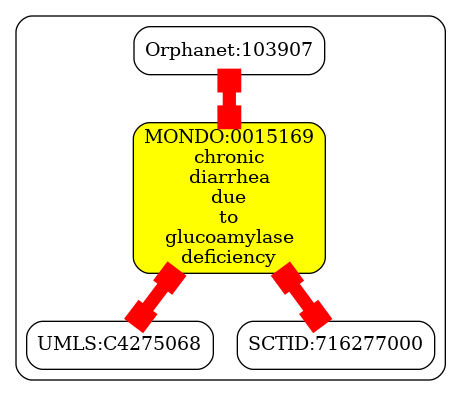 Orphanet:103907
MONDO:0015169
chronic
diarrhea
due
to
glucoamylase
deficiency
UMLS:C4275068
SCTID:716277000